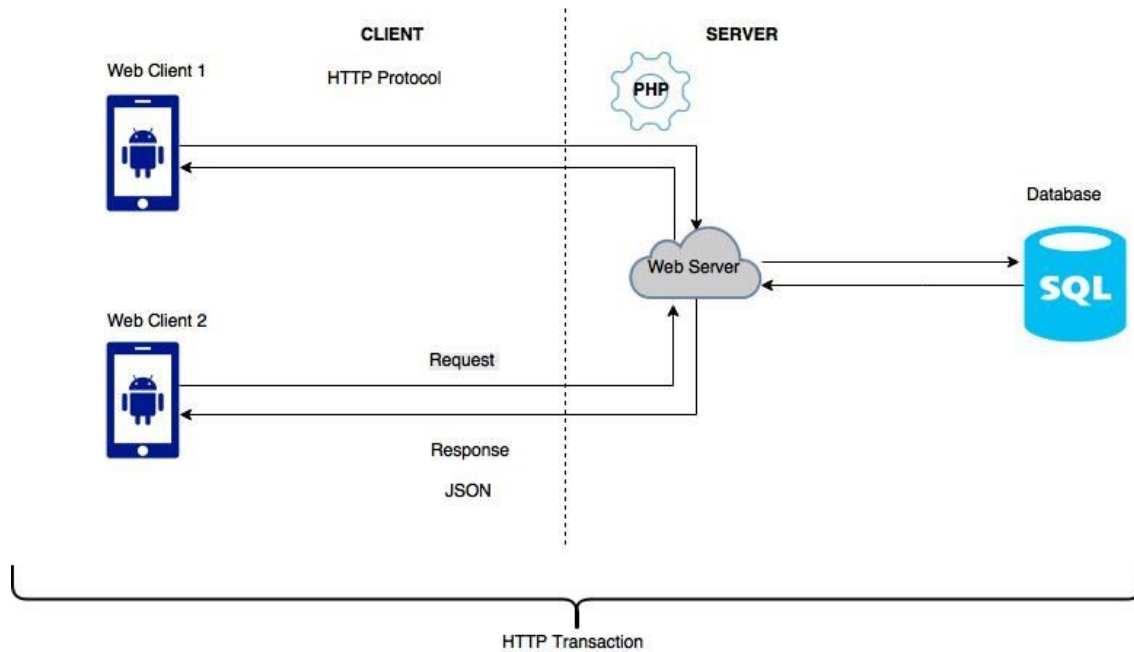 CLIENT
SERVER
Web Client 1
HTTP Protocol
PHP
Database
Web Server
SQL
Web Client 2
Request
Response
JSON
HTTP Transaction